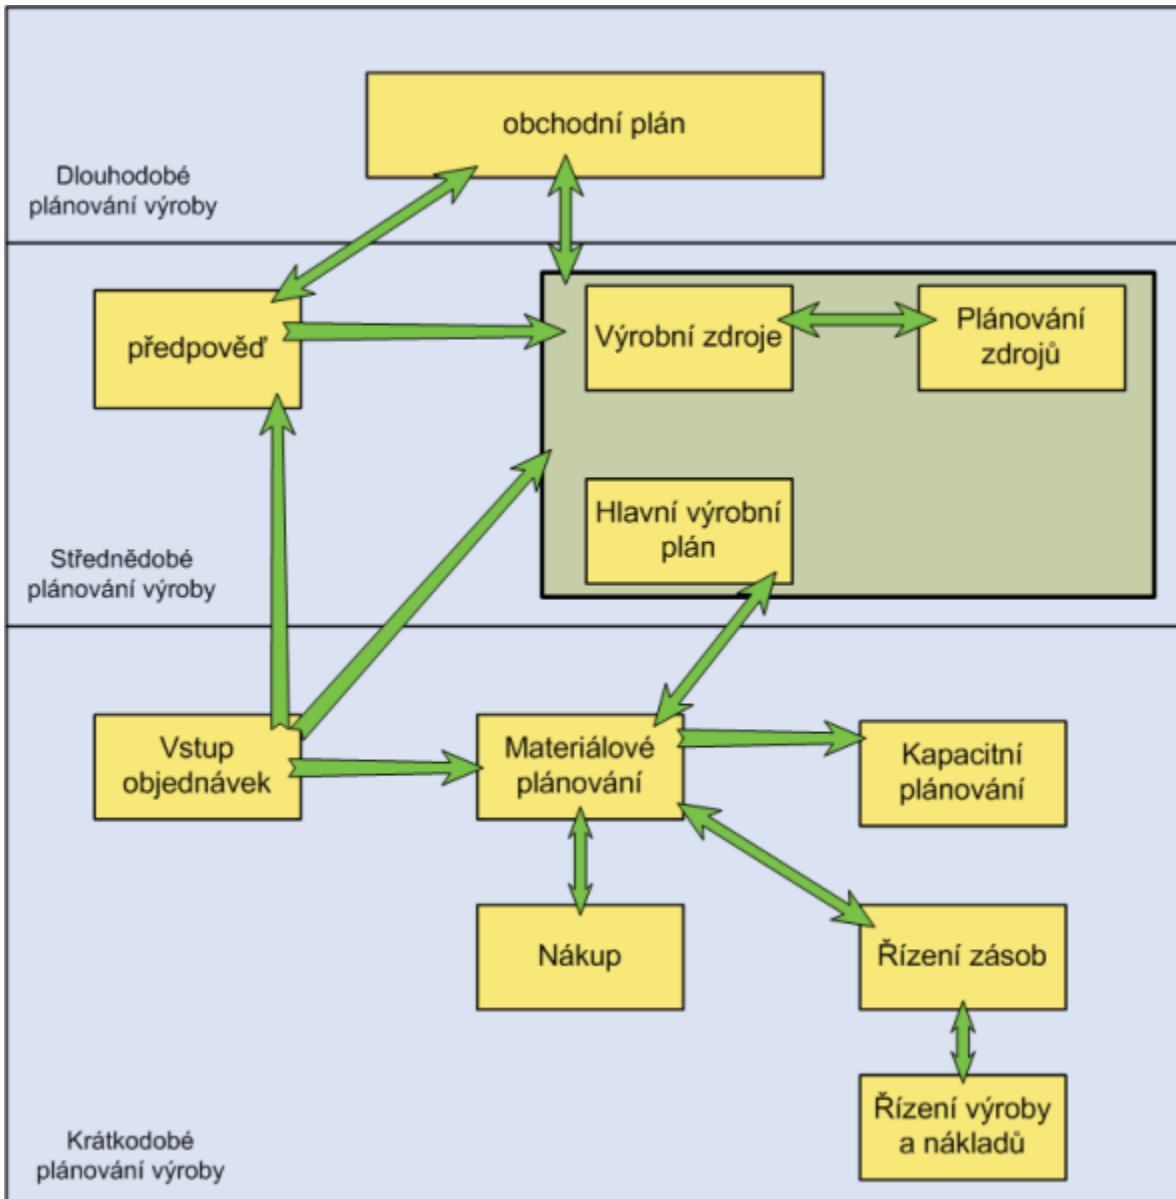 obchodní plán
Dlouhodobé
plánování výroby
předpověď
Výrobní zdroje
Plánování
zdrojů
Hlavní výrobní
plán
Střednědobé
plánování výroby
Vstup
objednávek
Materiálové
plánování
Kapacitní
plánování
Nákup
Řízení zásob
Řízení výroby
a nákladů
Krátkodobé
plánování výroby